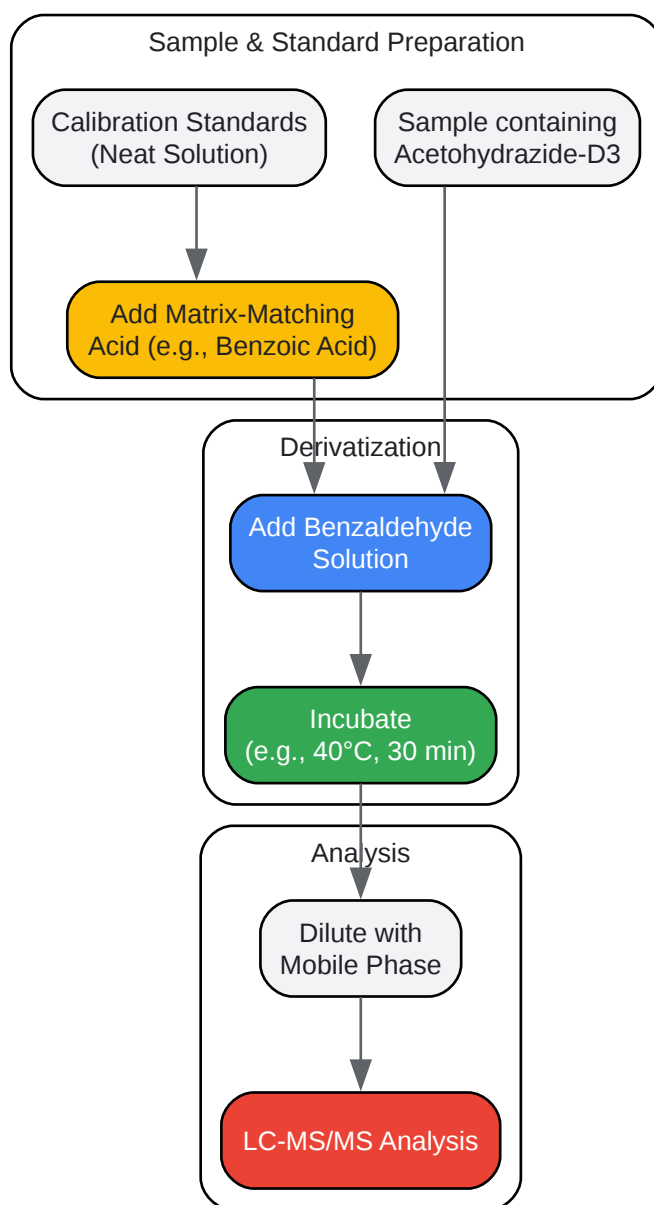 Sample & Standard Preparation
Calibration Standards
(Neat Solution)
Sample containing
Acetohydrazide-D3
Add Matrix-Matching
Acid (e.g., Benzoic Acid)
Derivatization
Add Benzaldehyde
Solution
Incubate
(e.g., 40°C, 30 min)
Analysis
Dilute with
Mobile Phase
LC-MS/MS Analysis